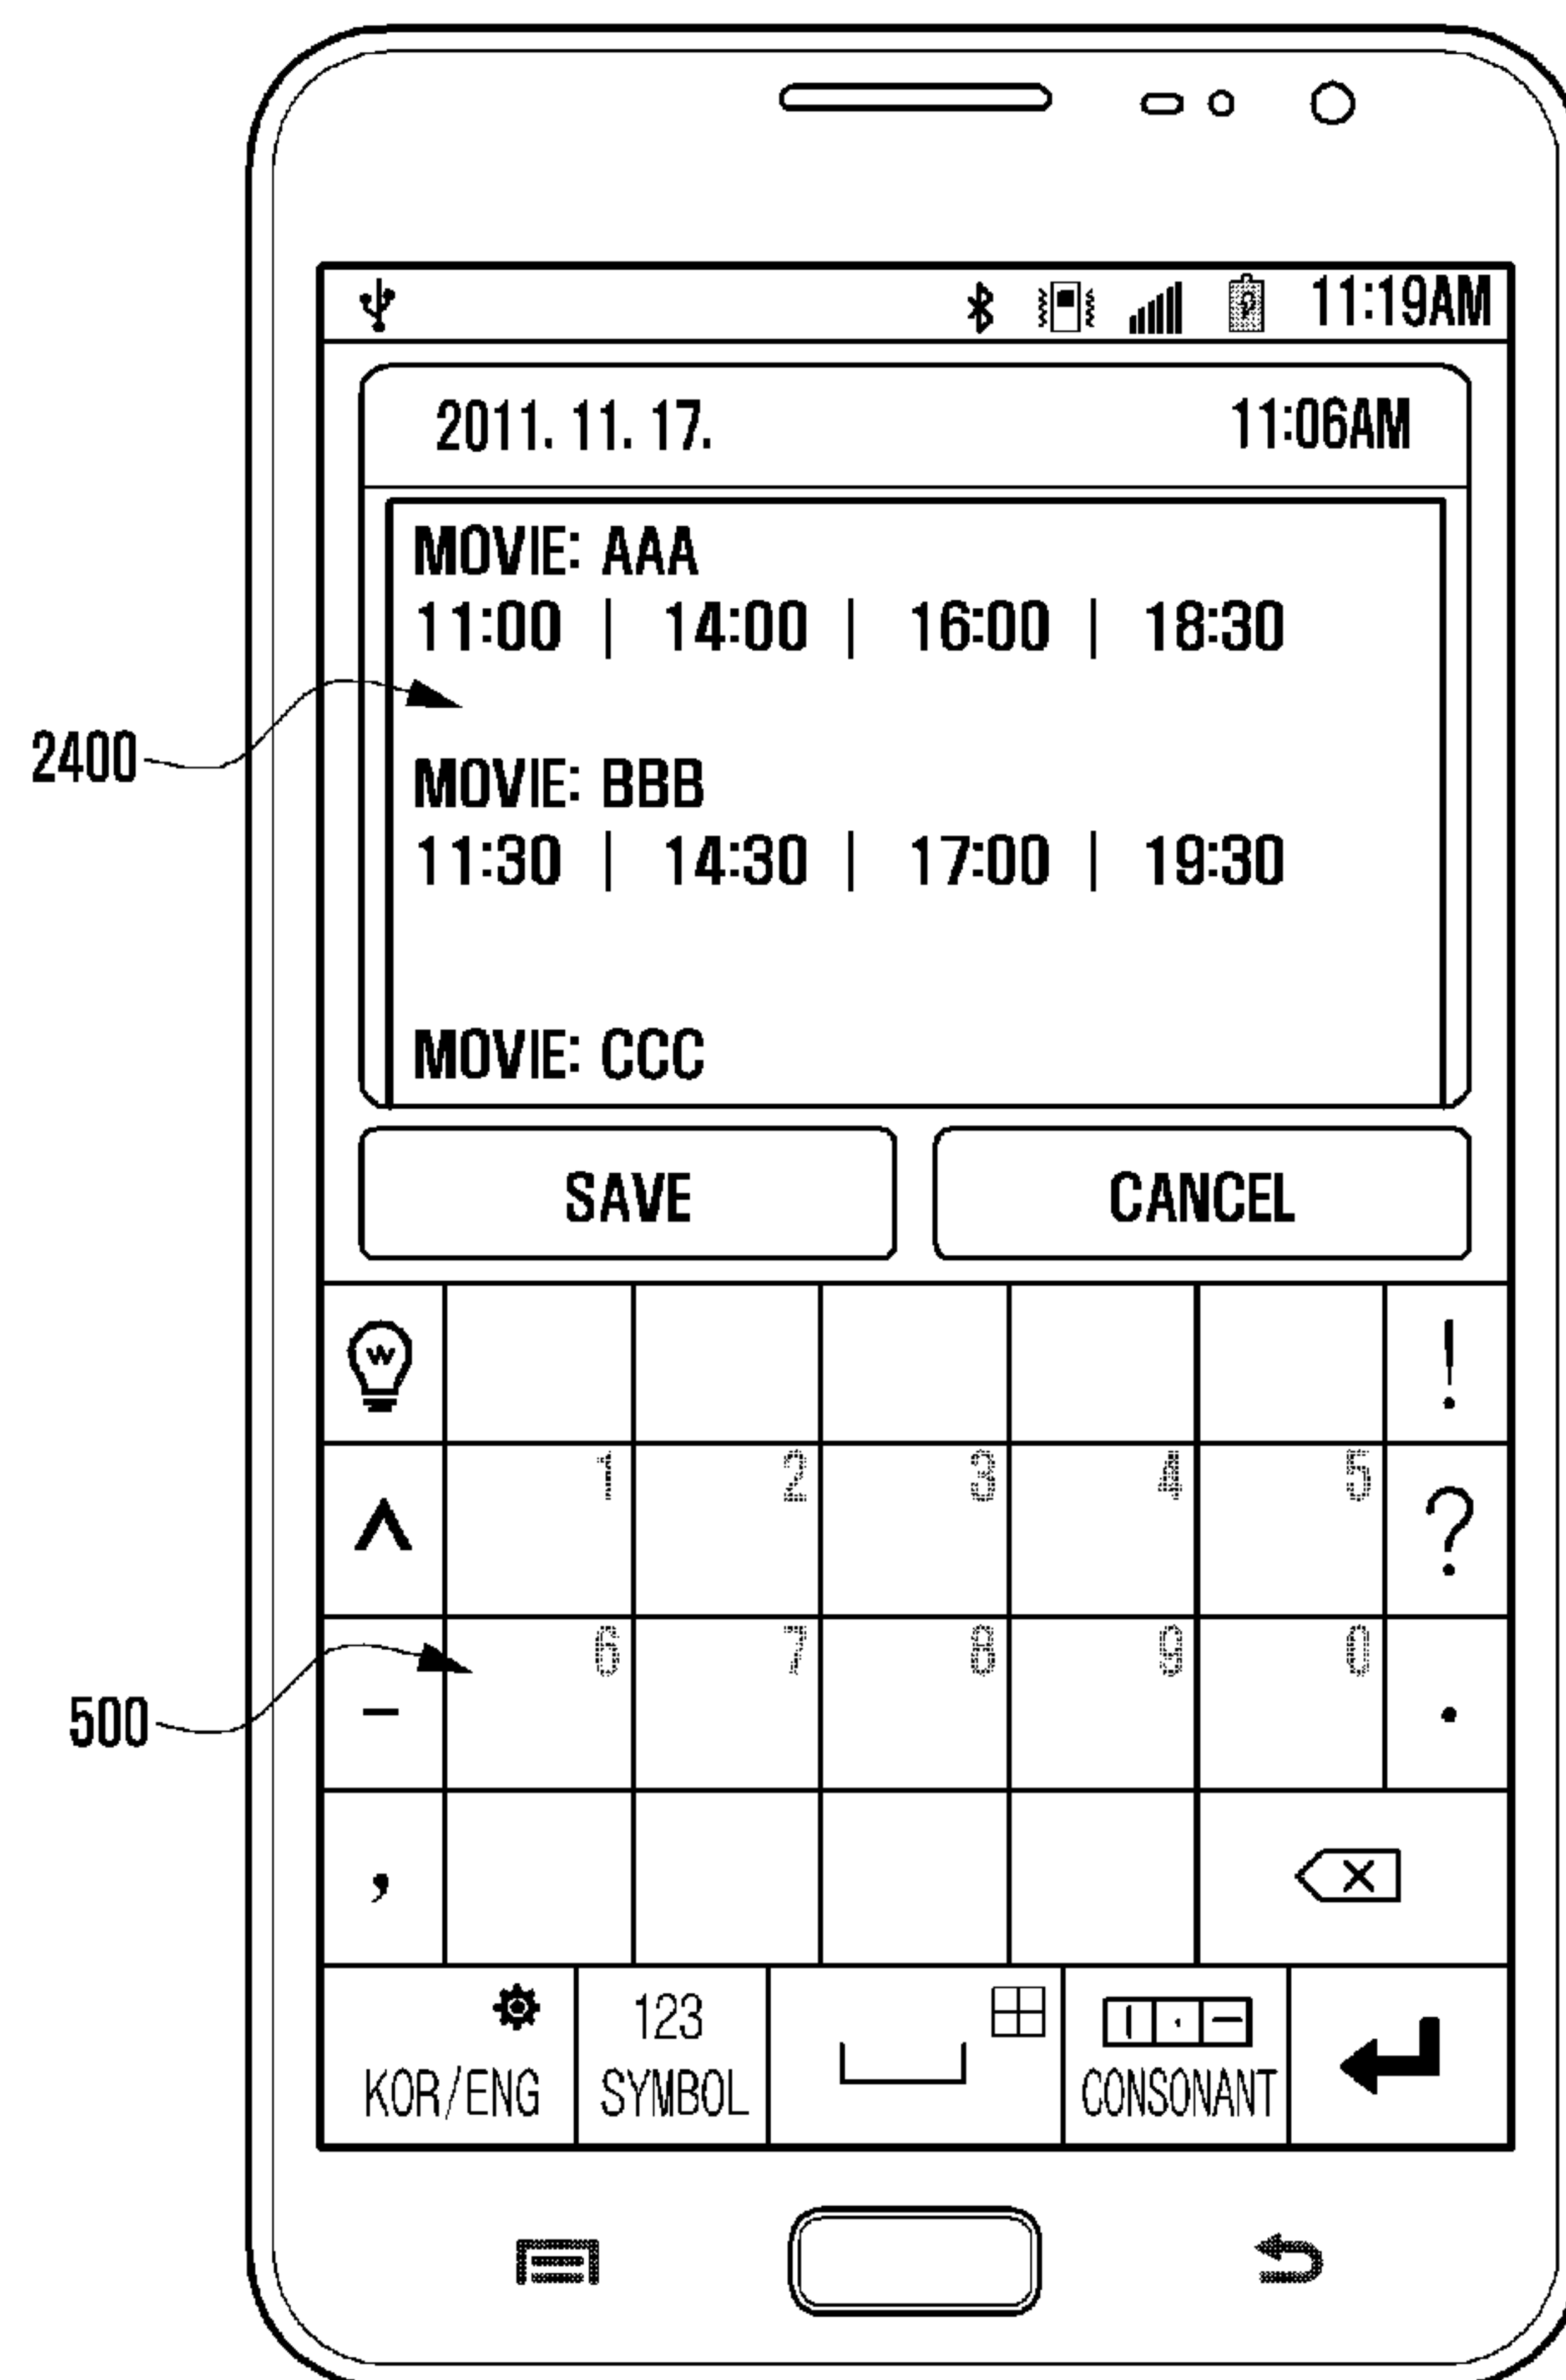 11:19AM
2011. 11. 17. 11:06AM
MOVIE: AAA
11:00 | 14:00 | 16:00 | 18:30
2400
MOVIE: BBB
11:30 | 14:30 | 17:00 | 19:30
MOVIE: CCC
SAVE CANCEL
W !
1 2 3 4 5 ?
500
6 7 8 9 0
- .
,
123
KOR/ENG SYMBOL CONSONANT